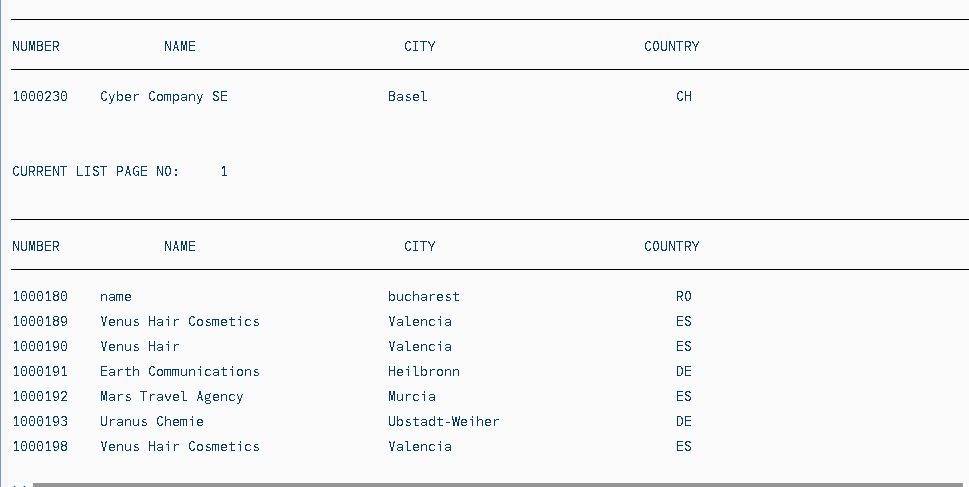 NUMBER NAME CITY COUNTRY
1000230 Cyber Company SE Basel CH
CURRENT LIST PAGE NO: 1
NUMBER NAME CITY COUNTRY
1000180 name bucharest RO
1000189 Venus Hair Cosmetics Valencia ES
1000190 Venus Hair Valencia ES
1000191 Earth Communications Heilbronn DE
1000192 Mars Travel Agency Murcia ES
1000193 Uranus Chemie Ubstadt-Weiher DE
1000198 Venus Hair Cosmetics Valencia ES